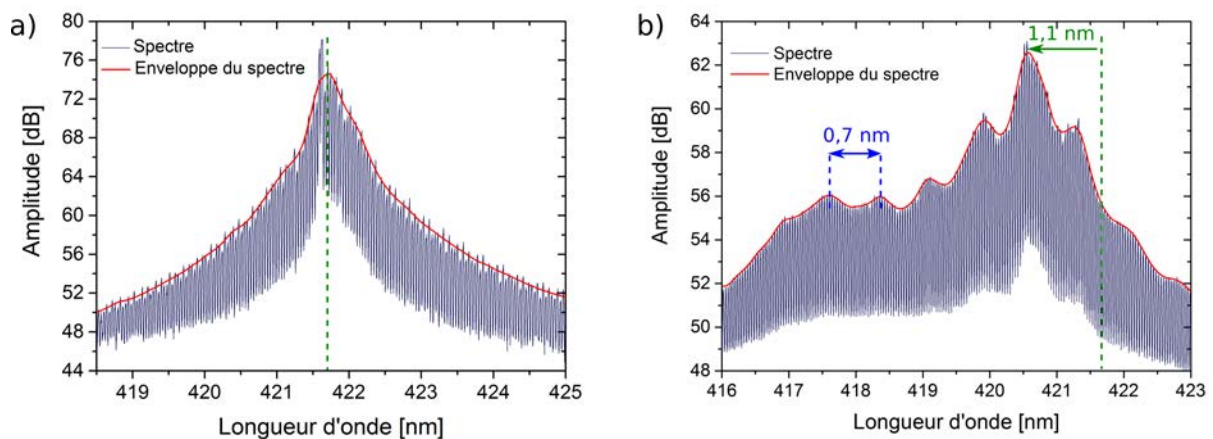 a)
Amplitude [dB]
80
76
72
68
64
60
56
52
48
44
Spectre
Enveloppe du spectre
419 420 421 422 423 424 425
Longueur d'onde [nm]
b)
Amplitude [dB]
64
62
60
58
56
54
52
50
48
Spectre
Enveloppe du spectre
1,1 nm
0,7 nm
416 417 418 419 420 421 422 423
Longueur d'onde [nm]